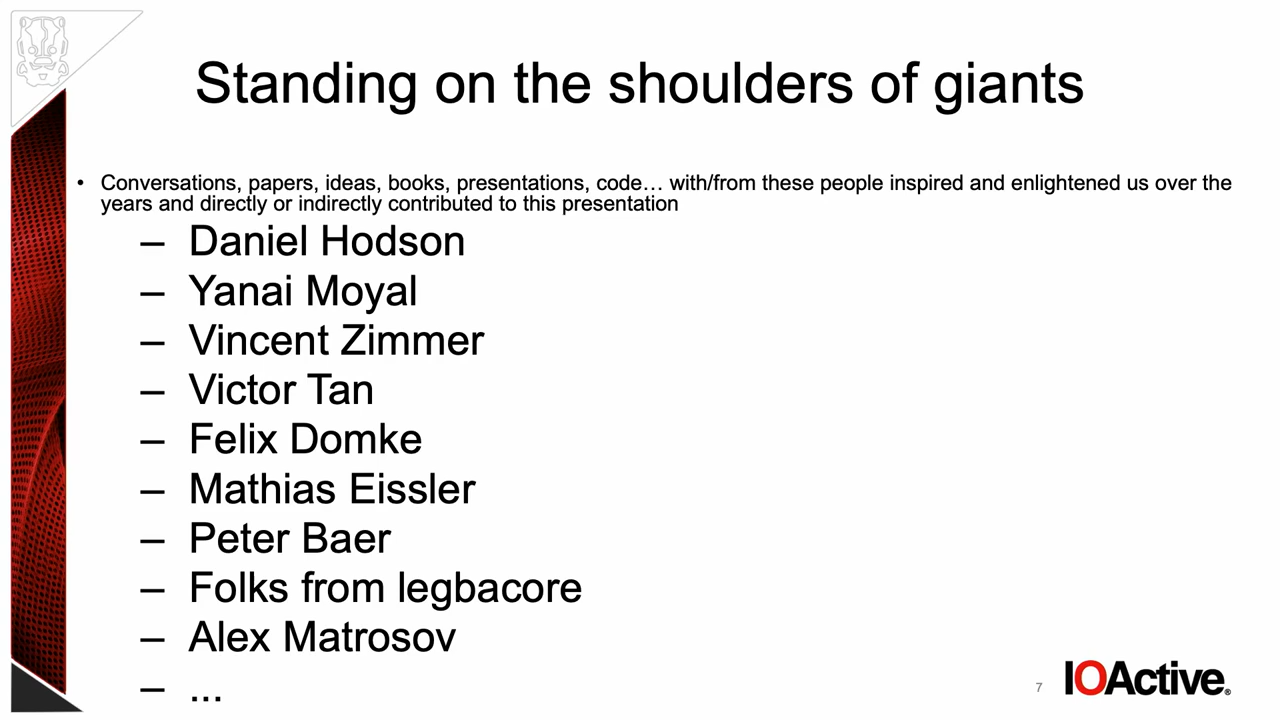 Standing on the shoulders of giants
• Conversations, papers, ideas, books, presentations, code… with/from these people inspired and enlightened us over the
years and directly or indirectly contributed to this presentation
– Daniel Hodson
– Yanai Moyal
– Vincent Zimmer
– Victor Tan
– Felix Domke
– Mathias Eissler
– Peter Baer
– Folks from legbacore
– Alex Matrosov
– ...
7
IOActive®